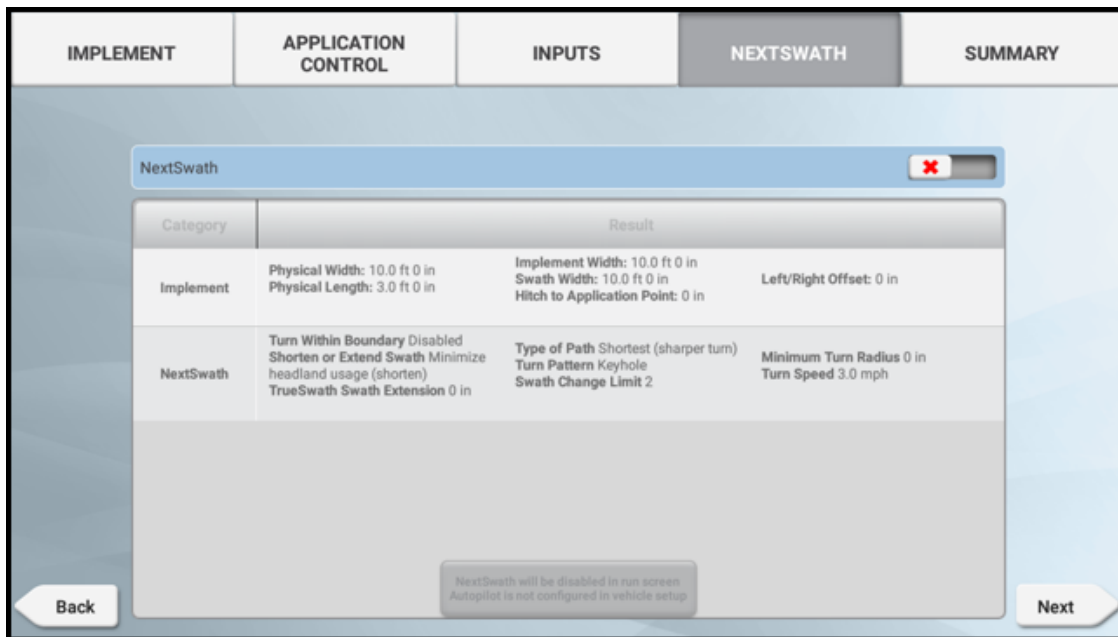 IMPLEMENT
APPLICATION
CONTROL
INPUTS
NEXTSWATH
SUMMARY
NextSwath
Category
Result
Implement
Physical Width: 10.0 ft 0 in
Physical Length: 3.0 ft 0 in
Implement Width: 10.0 ft 0 in
Swath Width: 10.0 ft 0 in
Hitch to Application Point: 0 in
Left/Right Offset: 0 in
NextSwath
Turn Within Boundary Disabled
Shorten or Extend Swath Minimize
headland usage (shorten)
TrueSwath Swath Extension 0 in
Type of Path Shortest (sharper turn)
Turn Pattern Keyhole
Swath Change Limit 2
Minimum Turn Radius 0 in
Turn Speed 3.0 mph
NextSwath will be disabled in run screen
Autopilot is not configured in vehicle setup
Back
Next